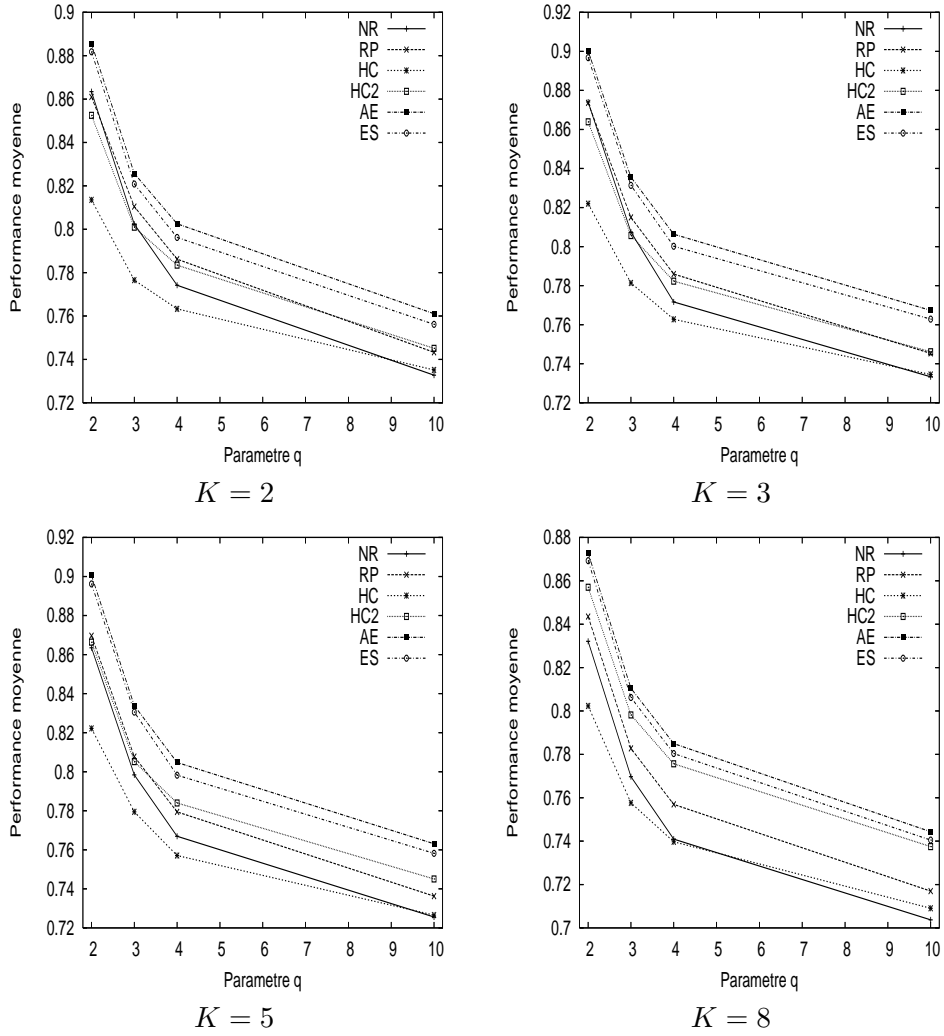 0.9
0.88
0.86
0.84
0.82
0.8
0.78
0.76
0.74
0.72
2 3 4 5 6 7 8 9 10
Performance moyenne
Parametre q
NR
RP
HC
HC2
AE
ES
K = 2
0.92
0.9
0.88
0.86
0.84
0.82
0.8
0.78
0.76
0.74
0.72
2 3 4 5 6 7 8 9 10
Performance moyenne
Parametre q
NR
RP
HC
HC2
AE
ES
K = 3
0.92
0.9
0.88
0.86
0.84
0.82
0.8
0.78
0.76
0.74
0.72
2 3 4 5 6 7 8 9 10
Performance moyenne
Parametre q
NR
RP
HC
HC2
AE
ES
K = 5
0.88
0.86
0.84
0.82
0.8
0.78
0.76
0.74
0.72
0.7
2 3 4 5 6 7 8 9 10
Performance moyenne
Parametre q
NR
RP
HC
HC2
AE
ES
K = 8